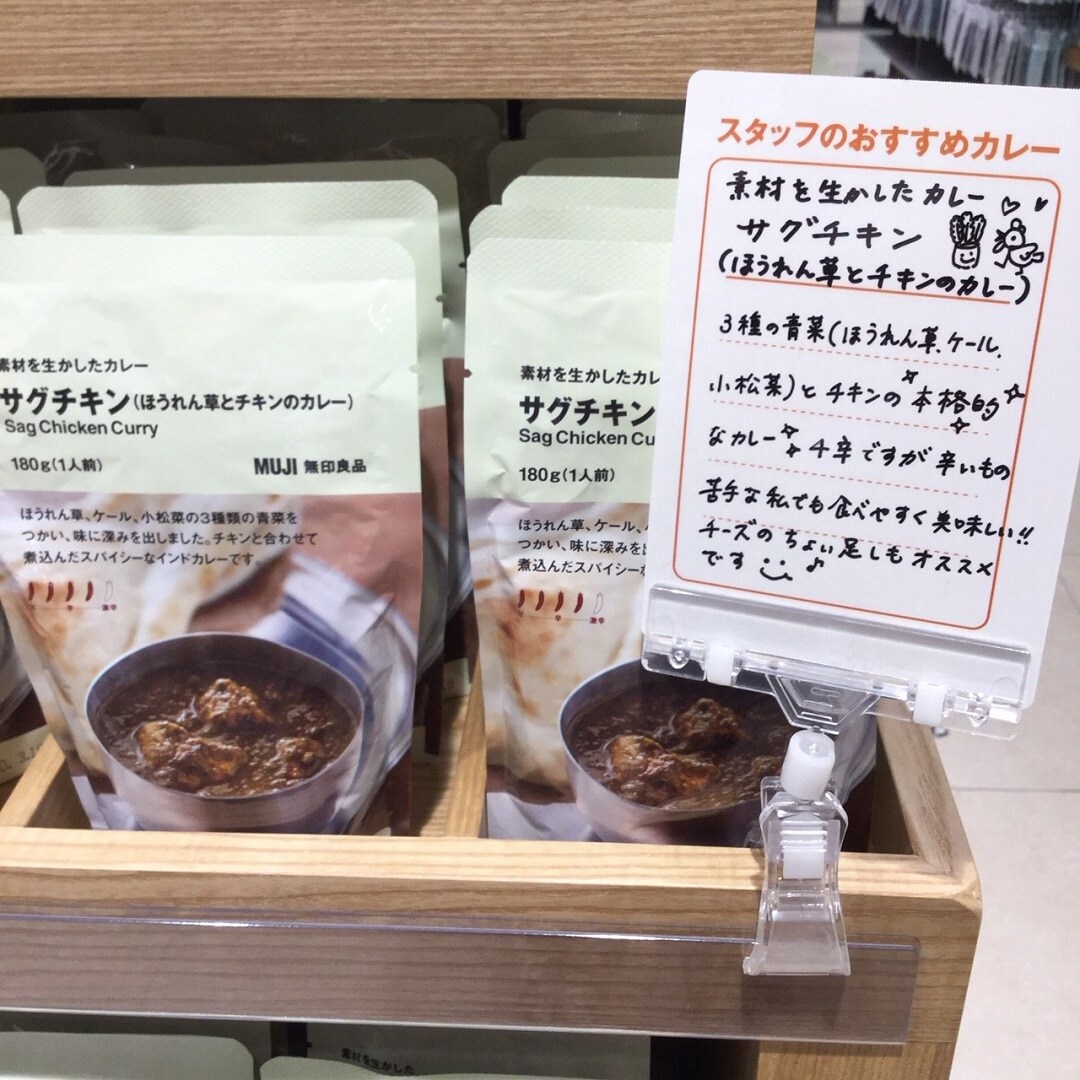 スタッフのおすすめカレー
素材を生かしたカレー
サグチキン
(ほうれん草とチキンのカレー)
3種の青菜(ほうれん草、ケール、
小松菜)とチキンの本格的
なカレー 4辛ですが辛いもの
苦手な私でも食べやすく美味しい!!
チーズのちょい足しもオススメ
です
素材を生かしたカレー
サグチキン(ほうれん草とチキンのカレー)
Sag Chicken Curry
180g(1人前)
MUJI 無印良品
ほうれん草、ケール、小松菜の3種類の青菜を
つかい、味に深みを出しました。チキンと合わせて
煮込んだスパイシーなインドカレーです。
辛 激辛
素材を生かしたカレ
サグチキン
Sag Chicken Cu
180g(1人前)
ほうれん草、ケール、
つかい、味に深みを
煮込んだスパイシーな
辛 激辛
素材を生かした